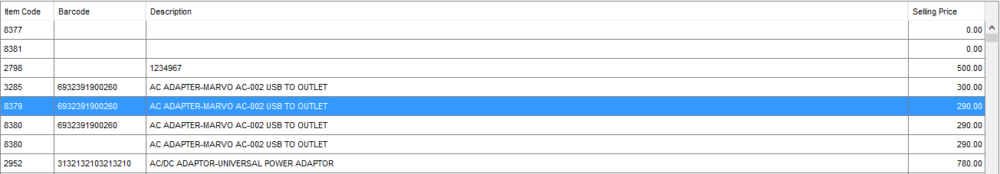 Item Code Barcode Description Selling Price
8377 0.00
8381 0.00
2798 1234967 500.00
3285 6932391900260 AC ADAPTER-MARVO AC-002 USB TO OUTLET 300.00
8379 6932391900260 AC ADAPTER-MARVO AC-002 USB TO OUTLET 290.00
8380 6932391900260 AC ADAPTER-MARVO AC-002 USB TO OUTLET 290.00
8380 AC ADAPTER-MARVO AC-002 USB TO OUTLET 290.00
2952 3132132103213210 AC/DC ADAPTOR-UNIVERSAL POWER ADAPTOR 780.00